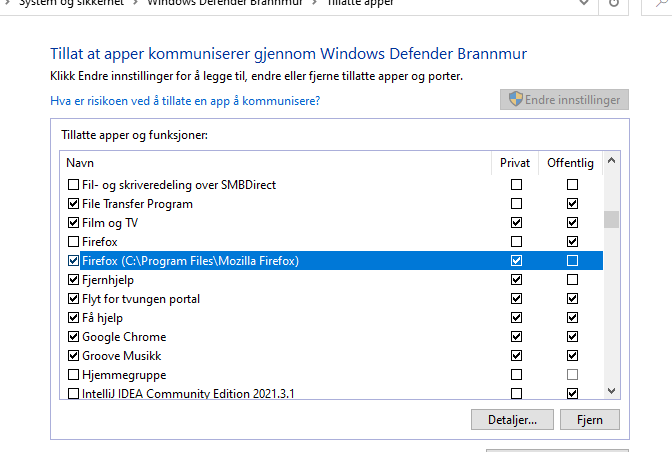 System og sikkerhet > Windows Defender Brannmur > Tillatte apper
Tillat at apper kommuniserer gjennom Windows Defender Brannmur
Klikk Endre innstillinger for å legge til, endre eller fjerne tillatte apper og porter.
Hva er risikoen ved å tillate en app å kommunisere?
Endre innstillinger
Tillatte apper og funksjoner:
Navn Privat Offentlig
Fil- og skriveredeling over SMBDirect
File Transfer Program
Film og TV
Firefox
Firefox (C:\Program Files\Mozilla Firefox)
Fjernhjelp
Flyt for tvungen portal
Få hjelp
Google Chrome
Groove Musikk
Hjemmegruppe
IntelliJ IDEA Community Edition 2021.3.1
Detaljer... Fjern